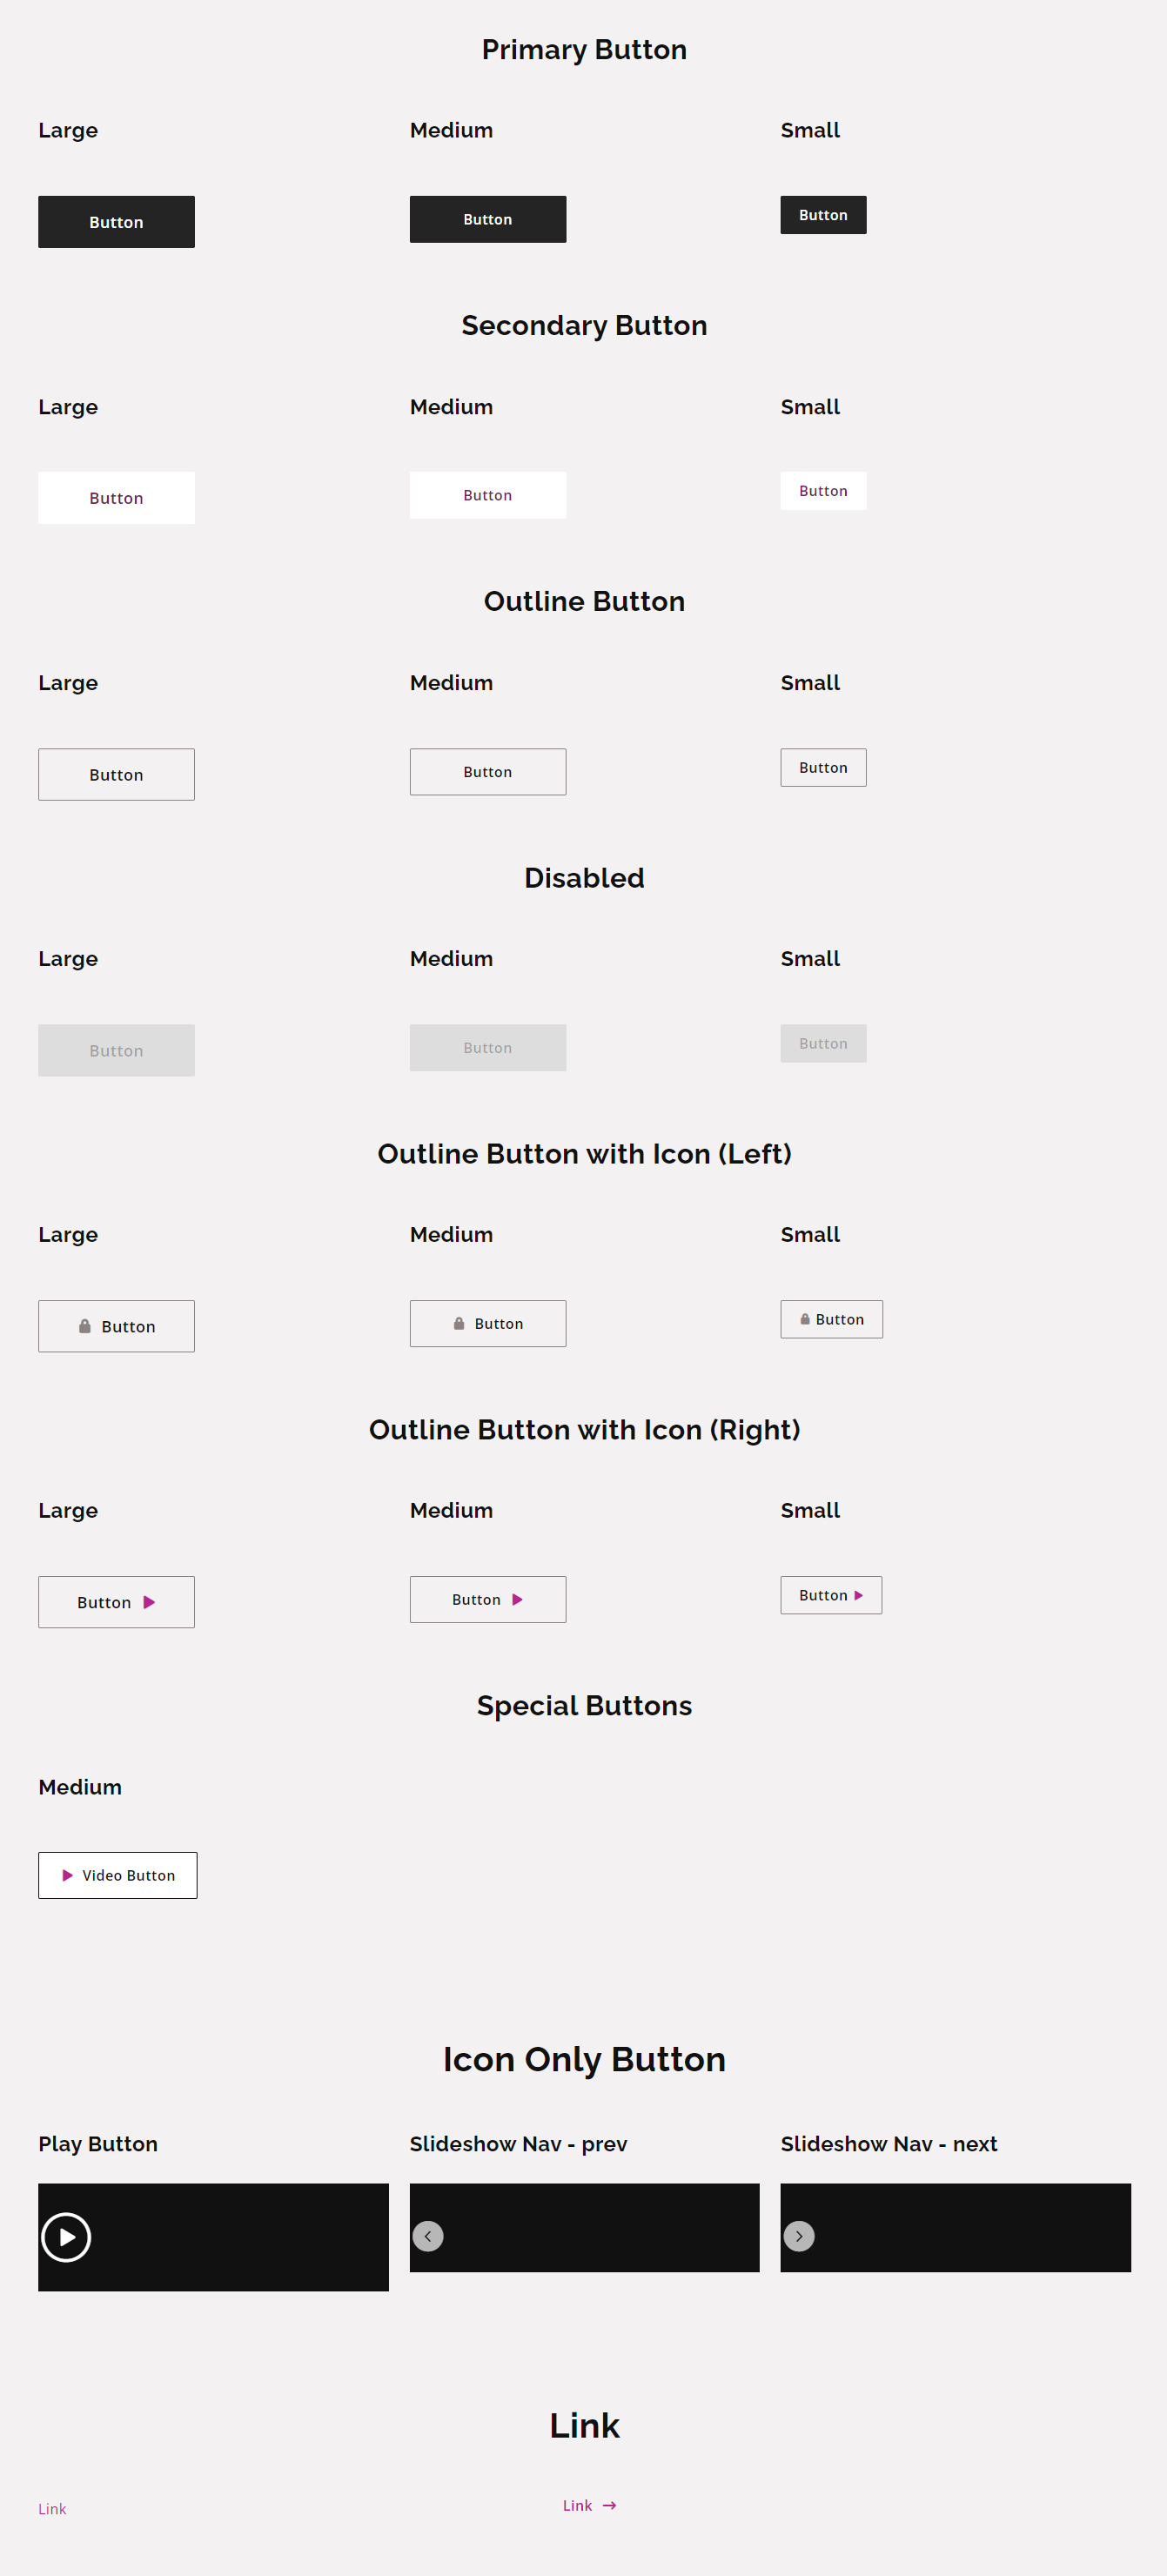 Primary Button
Large Medium Small
Button Button Button
Secondary Button
Large Medium Small
Button Button Button
Outline Button
Large Medium Small
Button Button Button
Disabled
Large Medium Small
Button Button Button
Outline Button with Icon (Left)
Large Medium Small
Button Button Button
Outline Button with Icon (Right)
Large Medium Small
Button Button Button
Special Buttons
Medium
Video Button
Icon Only Button
Play Button Slideshow Nav - prev Slideshow Nav - next
Link
Link Link →